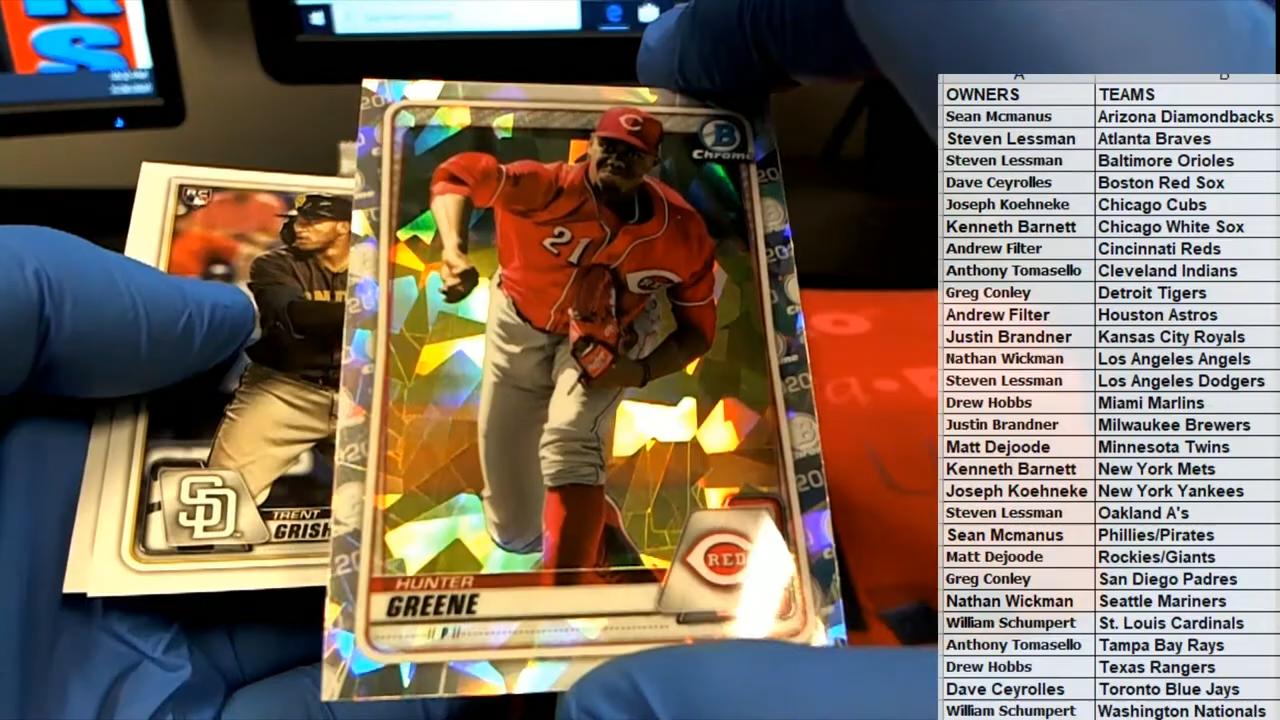 KS
B
Chrome
C
21
RC
SD
TRENT
GRISH
HUNTER
GREENE
P
REDS
A B
OWNERS TEAMS
Sean Mcmanus Arizona Diamondbacks
Steven Lessman Atlanta Braves
Steven Lessman Baltimore Orioles
Dave Ceyrolles Boston Red Sox
Joseph Koehneke Chicago Cubs
Kenneth Barnett Chicago White Sox
Andrew Filter Cincinnati Reds
Anthony Tomasello Cleveland Indians
Greg Conley Detroit Tigers
Andrew Filter Houston Astros
Justin Brandner Kansas City Royals
Nathan Wickman Los Angeles Angels
Steven Lessman Los Angeles Dodgers
Drew Hobbs Miami Marlins
Justin Brandner Milwaukee Brewers
Matt Dejoode Minnesota Twins
Kenneth Barnett New York Mets
Joseph Koehneke New York Yankees
Steven Lessman Oakland A's
Sean Mcmanus Phillies/Pirates
Matt Dejoode Rockies/Giants
Greg Conley San Diego Padres
Nathan Wickman Seattle Mariners
William Schumpert St. Louis Cardinals
Anthony Tomasello Tampa Bay Rays
Drew Hobbs Texas Rangers
Dave Ceyrolles Toronto Blue Jays
William Schumpert Washington Nationals